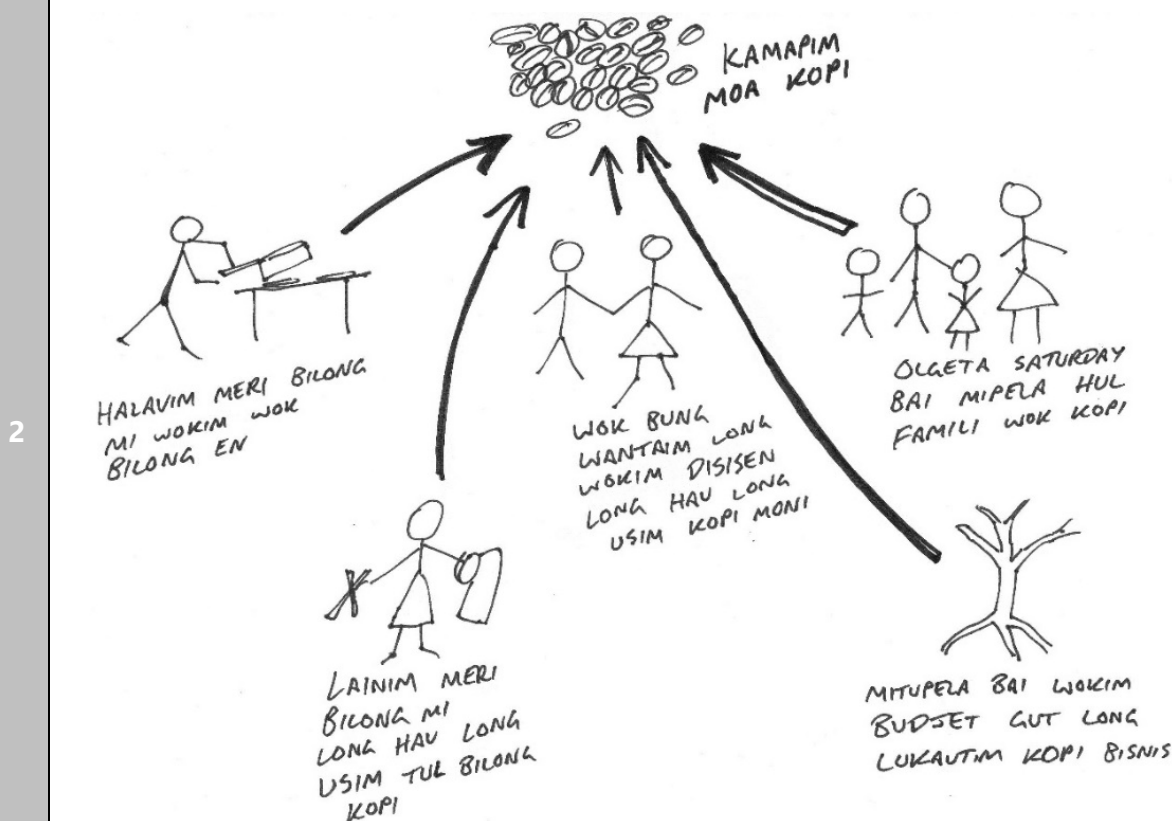 KAMAPIM
MOA KOPI
HALAVIM MERI BILONG
MI WOKIM WOK
BILONG EN
WOK BUNG
WANTAIM LONG
WOKIM DISISEN
LONG HAU LONG
USIM KOPI MONI
OLGETA SATURDAY
BAI MIPELA HUL
FAMILI WOK KOPI
2
LAINIM MERI
BILONG MI
LONG HAU LONG
USIM TUL BILONG
KOPI
MITUPELA BAI WOKIM
BUDJET GUT LONG
LUKAUTIM KOPI BISNIS